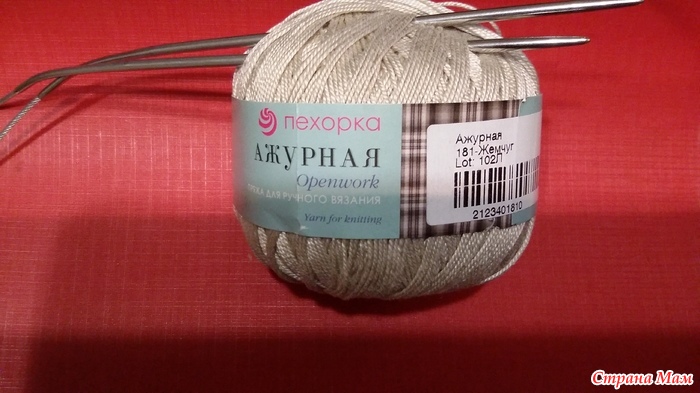 пехорка
АЖУРНАЯ
Openwork
ПРЯЖА ДЛЯ РУЧНОГО ВЯЗАНИЯ
Yarn for knitting
Ажурная
181-Жемчуг
Lot: 102Л
2123401810
Страна Мам